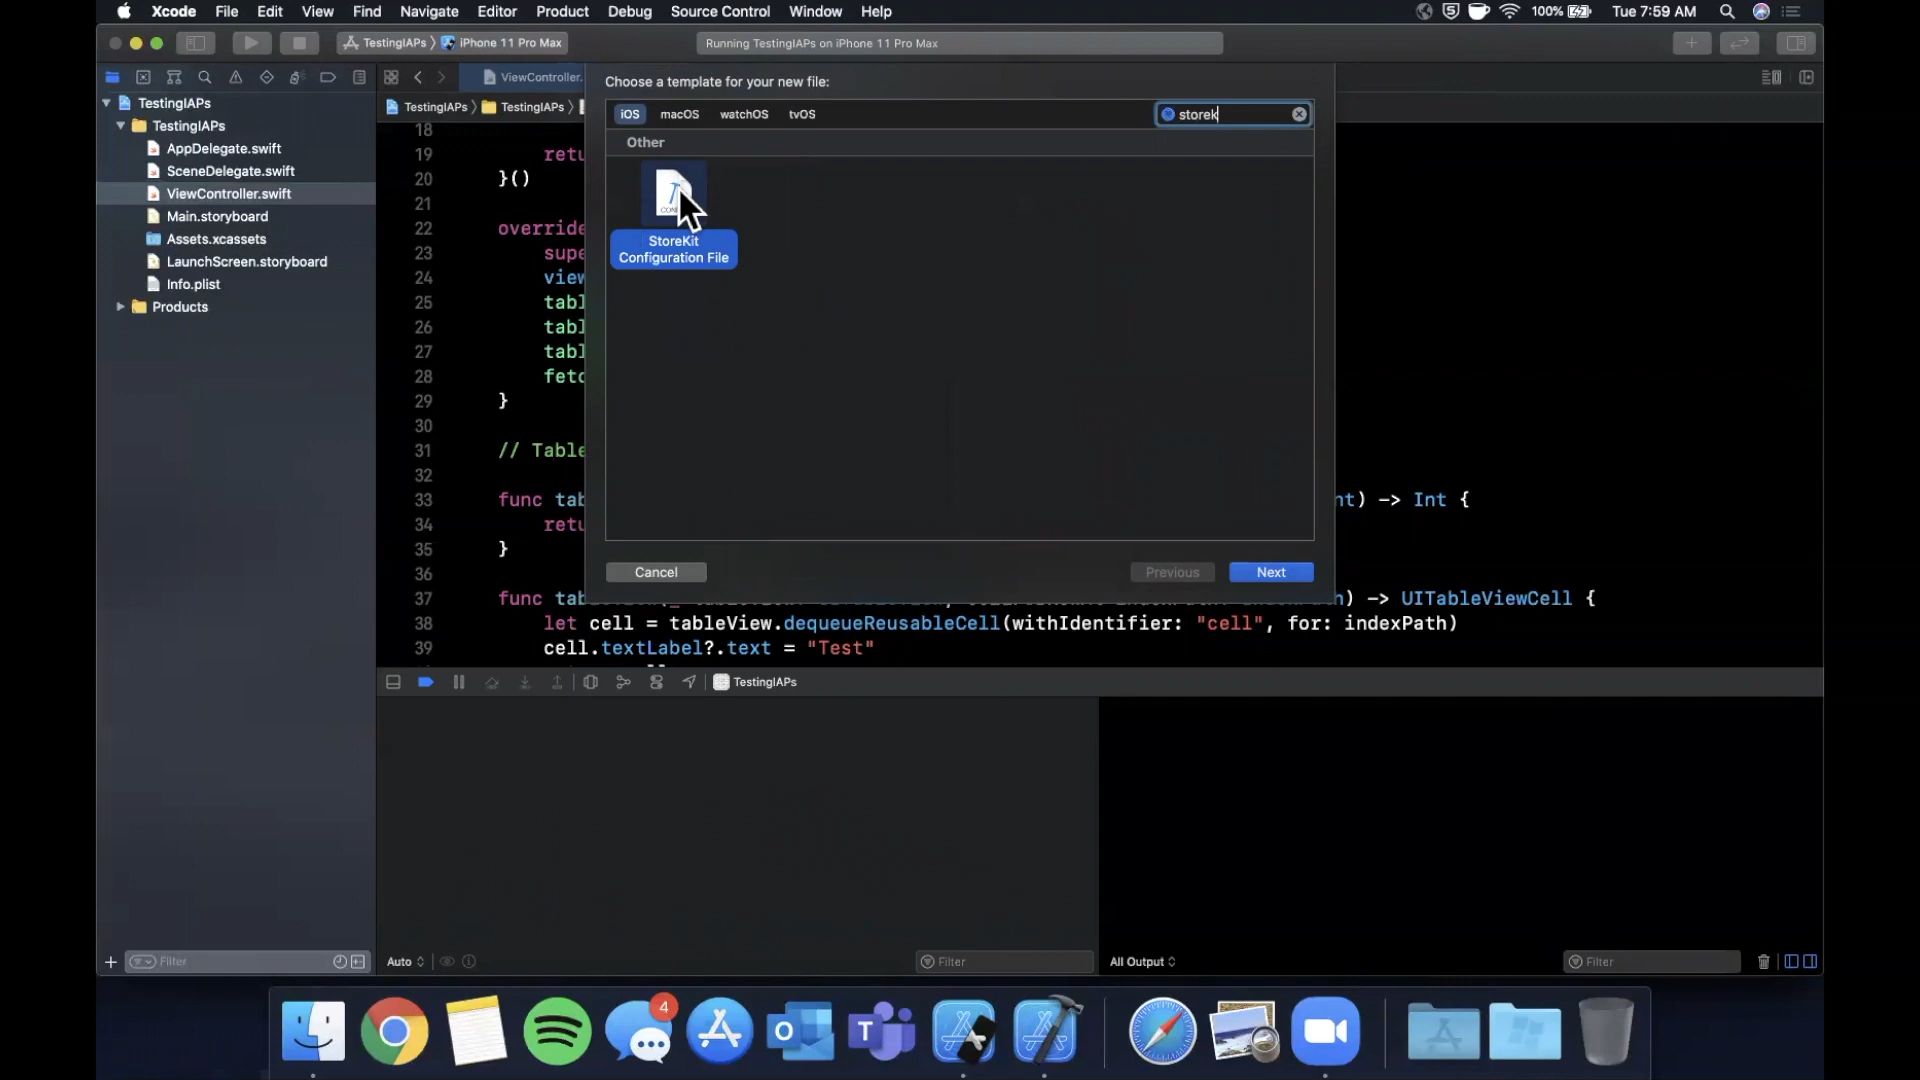 Xcode File Edit View Find Navigate Editor Product Debug Source Control Window Help 100% Tue 7:59 AM
TestingIAPs iPhone 11 Pro Max Running TestingIAPs on iPhone 11 Pro Max
ViewController.
TestingIAPs TestingIAPs
TestingIAPs
TestingIAPs
AppDelegate.swift
SceneDelegate.swift
ViewController.swift
Main.storyboard
Assets.xcassets
LaunchScreen.storyboard
Info.plist
Products
Choose a template for your new file:
iOS macOS watchOS tvOS storek
Other
StoreKit
Configuration File
Cancel Previous Next
18
19 retu
20 }()
21
22 override
23 supe
24 view
25 tabl
26 tabl
27 tabl
28 fetc
29 }
30
31 // Table
32
33 func tab nt) -> Int {
34 retu
35 }
36
37 func tab ) -> UITableViewCell {
38 let cell = tableView.dequeueReusableCell(withIdentifier: "cell", for: indexPath)
39 cell.textLabel?.text = "Test"
TestingIAPs
Filter Auto Filter All Output Filter
4